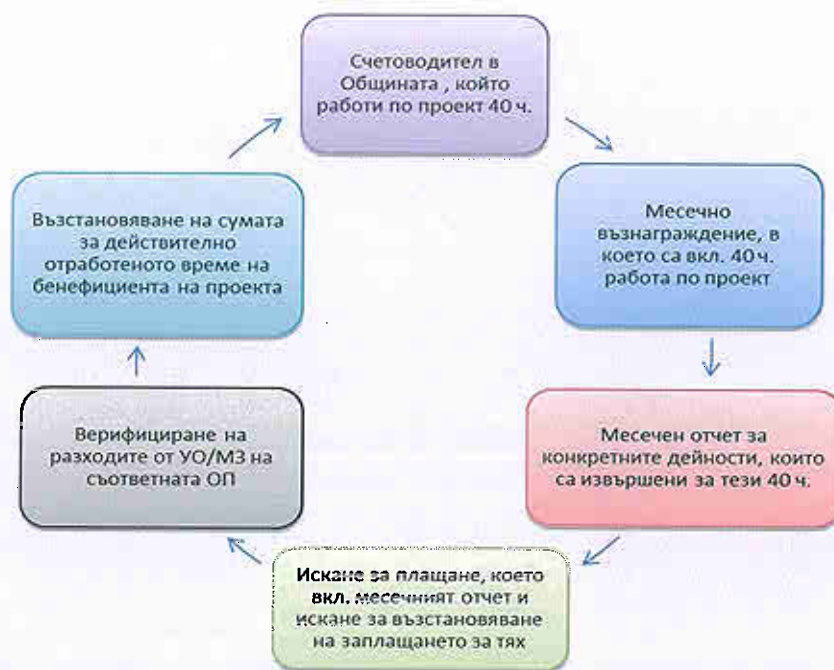 Счетоводител в
Общината , който
работи по проект 40 ч.
Месечно
възнаграждение, в
което са вкл. 40 ч.
работа по проект
Месечен отчет за
конкретните дейности, които
са извършени за тези 40 ч.
Искане за плащане, което
вкл. месечният отчет и
искане за възстановяване
на заплащането за тях
Верифициране на
разходите от УО/МЗ на
съответната ОП
Възстановяване на сумата
за действително
отработеното време на
бенефициента на проекта